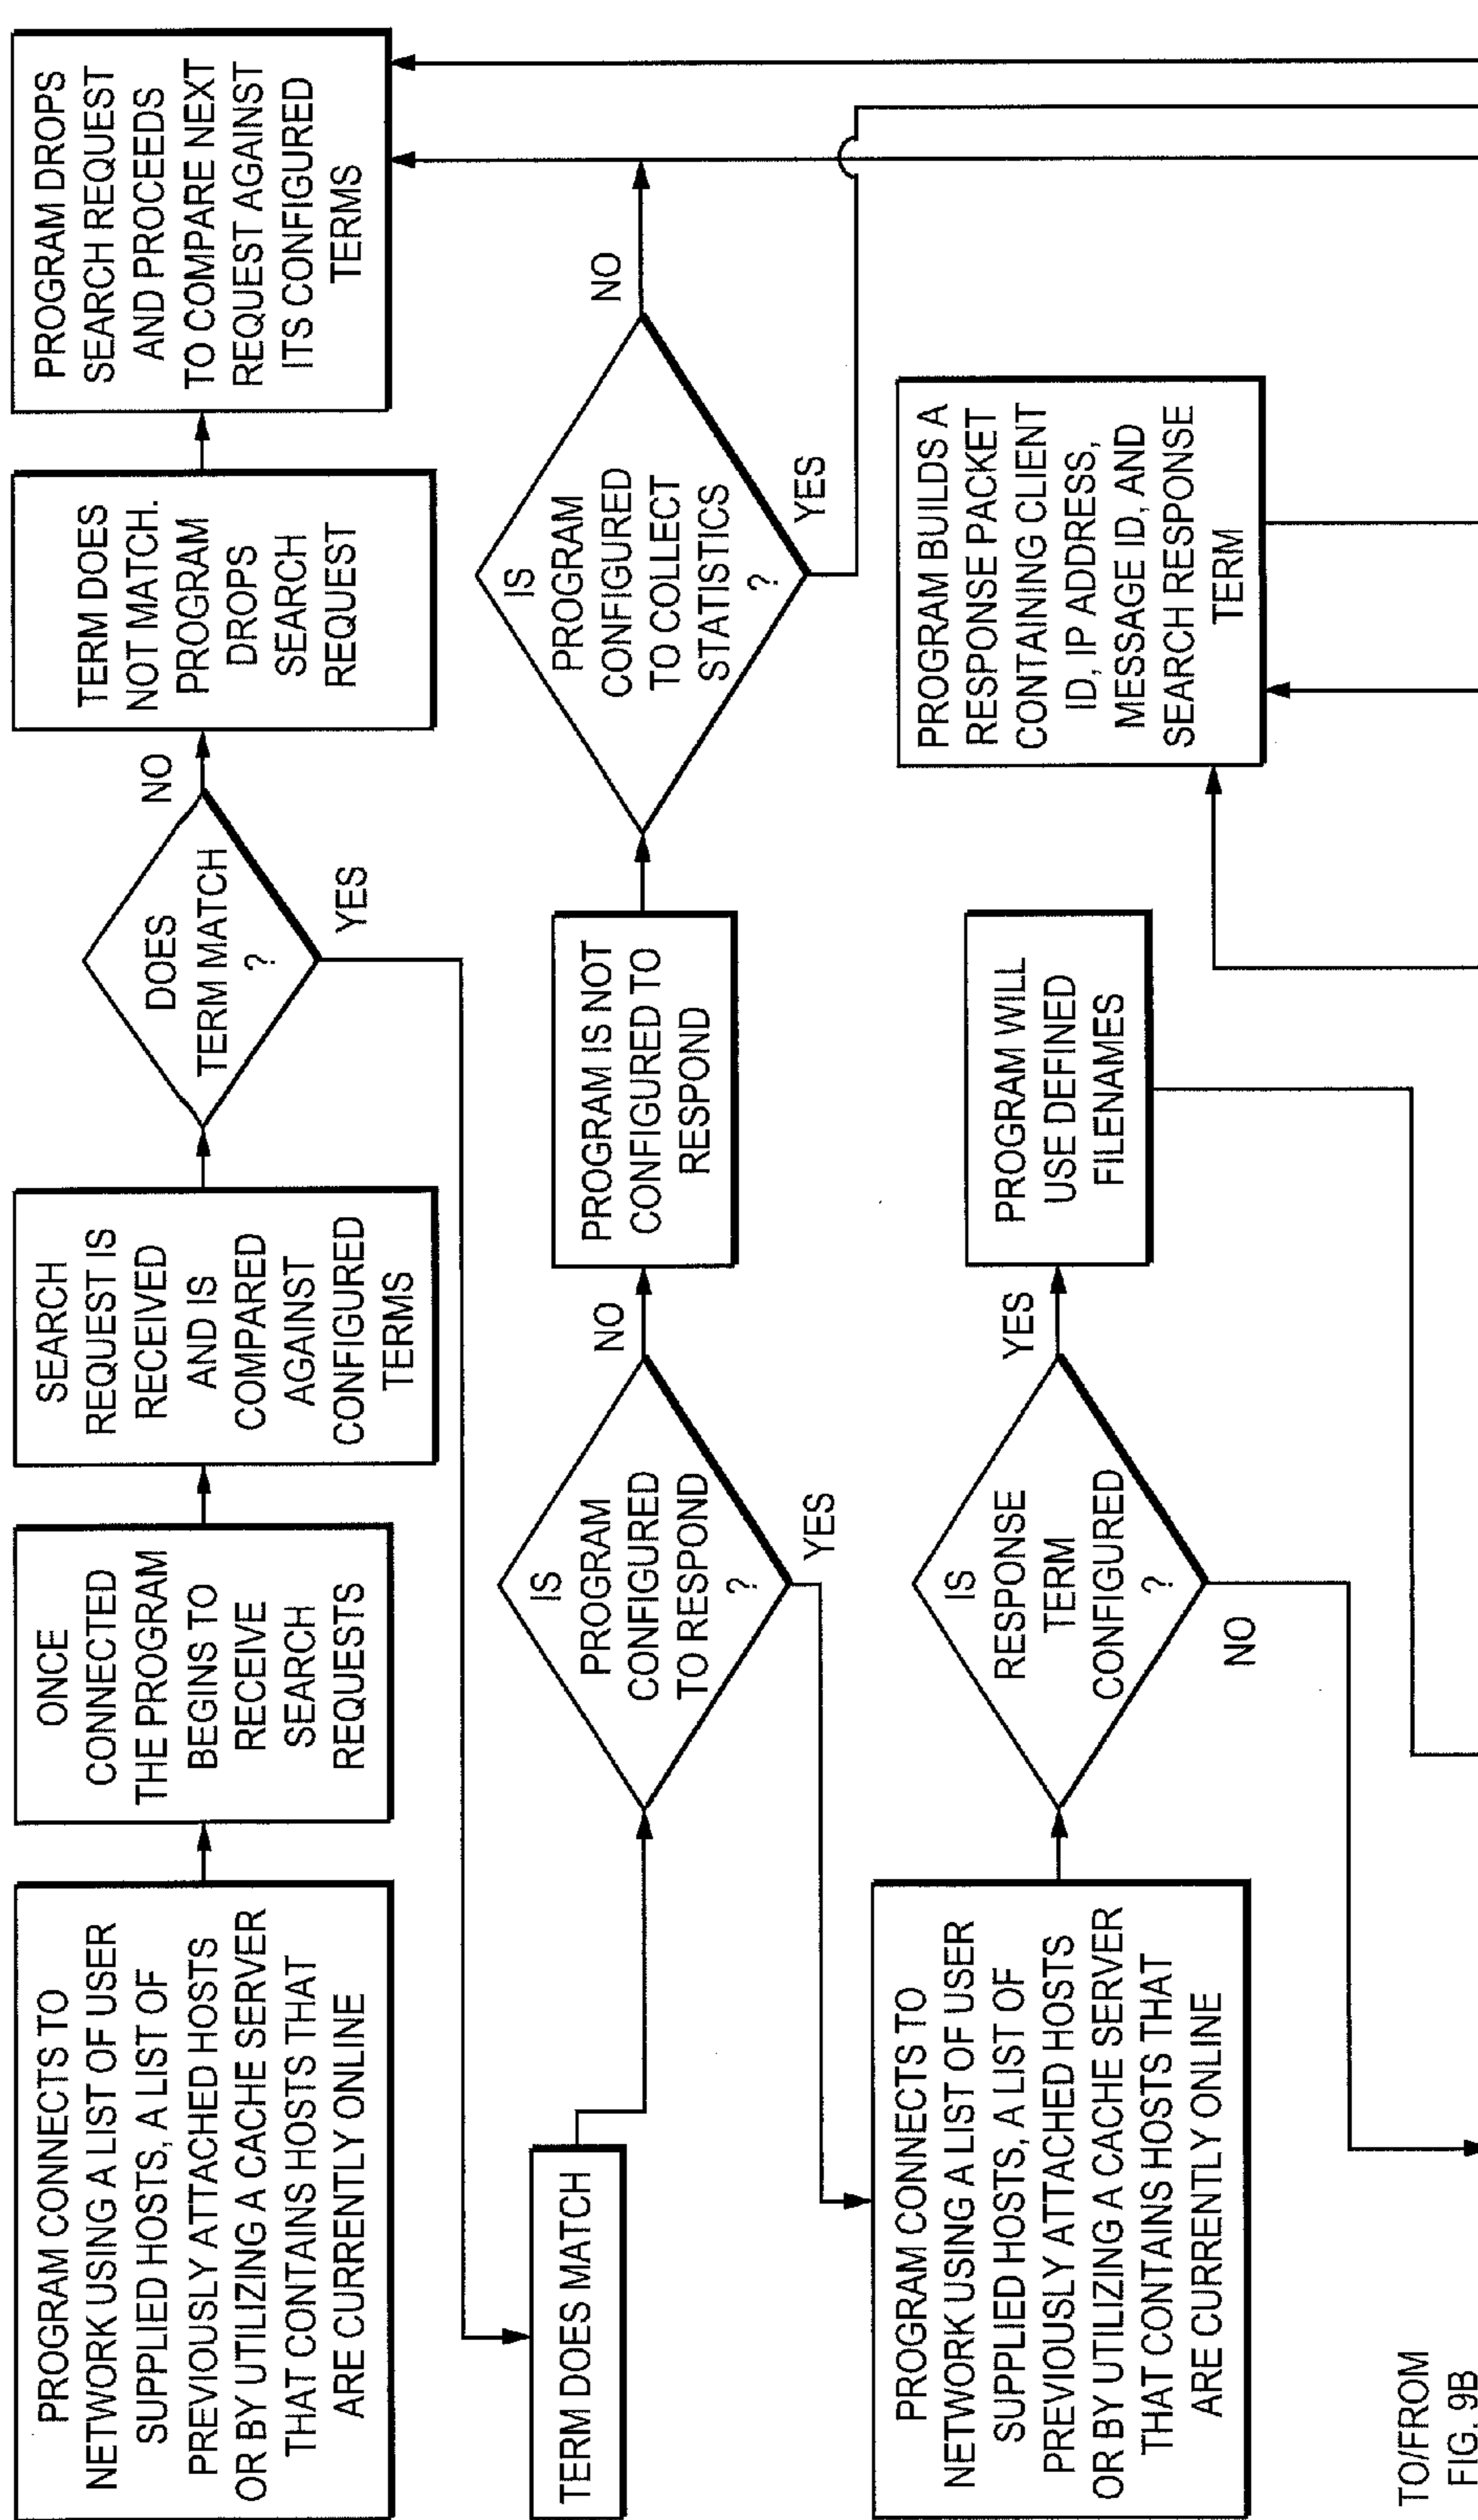 PROGRAM CONNECTS TO
NETWORK USING A LIST OF USER
SUPPLIED HOSTS, A LIST OF
PREVIOUSLY ATTACHED HOSTS
OR BY UTILIZING A CACHE SERVER
THAT CONTAINS HOSTS THAT
ARE CURRENTLY ONLINE
ONCE
CONNECTED
THE PROGRAM
BEGINS TO
RECEIVE
SEARCH
REQUESTS
SEARCH
REQUEST IS
RECEIVED
AND IS
COMPARED
AGAINST
CONFIGURED
TERMS
DOES
TERM MATCH
?
NO
YES
TERM DOES
NOT MATCH.
PROGRAM
DROPS
SEARCH
REQUEST
PROGRAM DROPS
SEARCH REQUEST
AND PROCEEDS
TO COMPARE NEXT
REQUEST AGAINST
ITS CONFIGURED
TERMS
TERM DOES MATCH
IS
PROGRAM
CONFIGURED
TO RESPOND
?
NO
YES
PROGRAM IS NOT
CONFIGURED TO
RESPOND
IS
PROGRAM
CONFIGURED
TO COLLECT
STATISTICS
?
NO
YES
PROGRAM CONNECTS TO
NETWORK USING A LIST OF USER
SUPPLIED HOSTS, A LIST OF
PREVIOUSLY ATTACHED HOSTS
OR BY UTILIZING A CACHE SERVER
THAT CONTAINS HOSTS THAT
ARE CURRENTLY ONLINE
IS
RESPONSE
TERM
CONFIGURED
?
YES
NO
PROGRAM WILL
USE DEFINED
FILENAMES
PROGRAM BUILDS A
RESPONSE PACKET
CONTAINING CLIENT
ID, IP ADDRESS,
MESSAGE ID, AND
SEARCH RESPONSE
TERM
TO/FROM
FIG. 9B